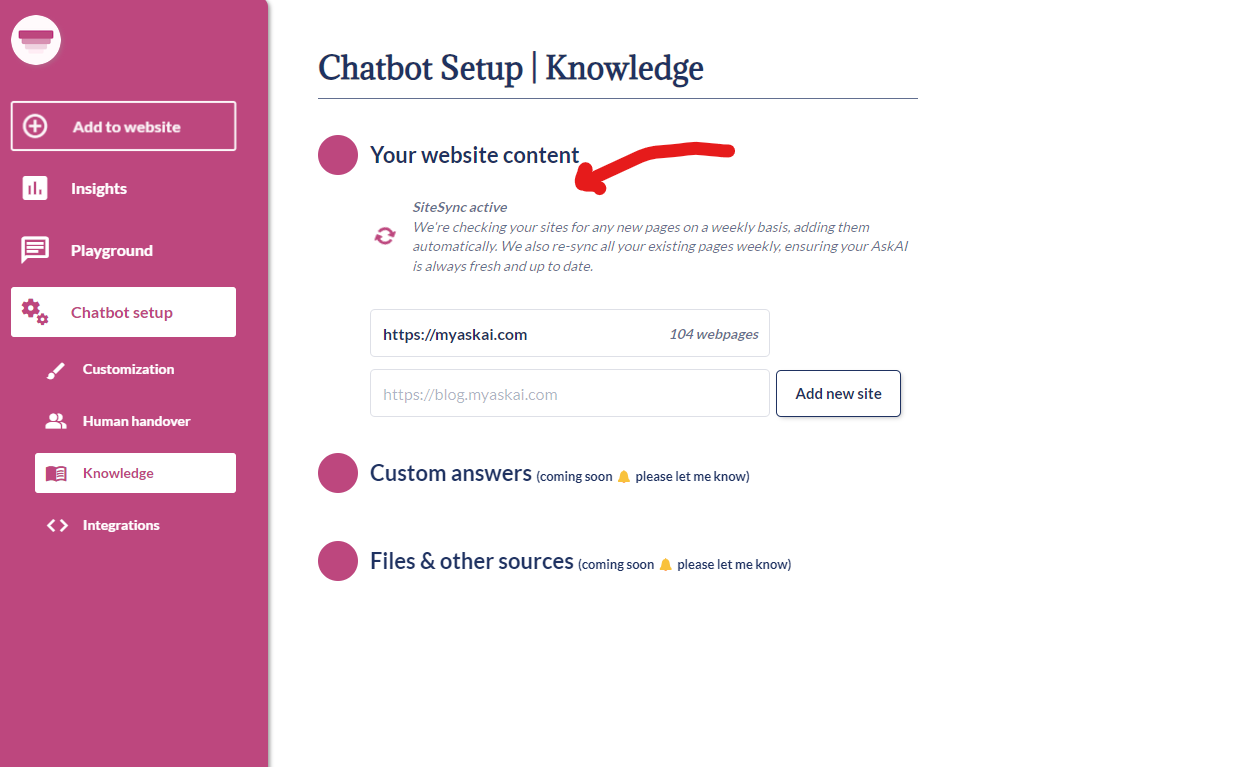 Chatbot Setup | Knowledge
Add to website
Insights
Playground
Chatbot setup
Customization
Human handover
Knowledge
Integrations
Your website content
SiteSync active
We're checking your sites for any new pages on a weekly basis, adding them
automatically. We also re-sync all your existing pages weekly, ensuring your AskAI
is always fresh and up to date.
https://myaskai.com 104 webpages
https://blog.myaskai.com Add new site
Custom answers (coming soon 🔔 please let me know)
Files & other sources (coming soon 🔔 please let me know)